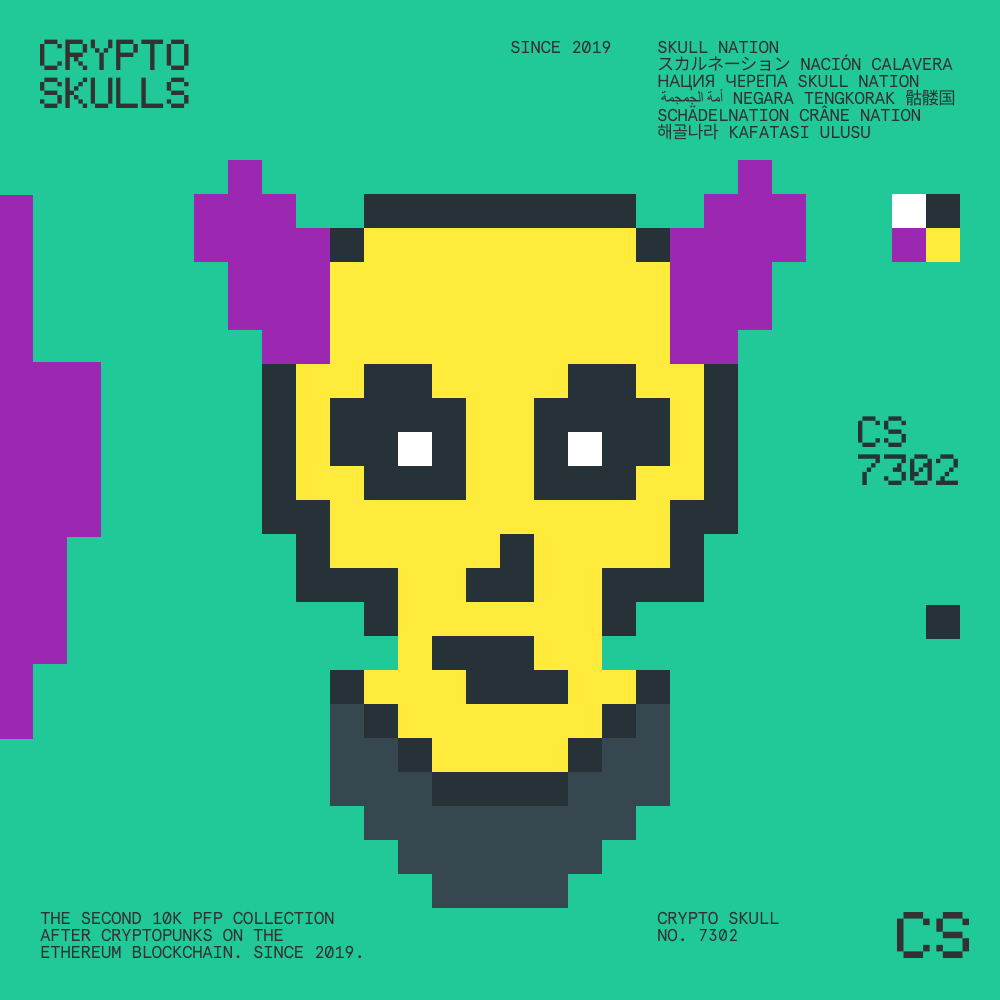 CRYPTO
SKULLS
SINCE 2019
SKULL NATION
スカルネーション NACIÓN CALAVERA
НАЦИЯ ЧЕРЕПА SKULL NATION
أمة الجمجمة NEGARA TENGKORAK 骷髅国
SCHÄDELNATION CRÂNE NATION
해골나라 KAFATASI ULUSU
CS
7302
THE SECOND 10K PFP COLLECTION
AFTER CRYPTOPUNKS ON THE
ETHEREUM BLOCKCHAIN. SINCE 2019.
CRYPTO SKULL
NO. 7302
CS